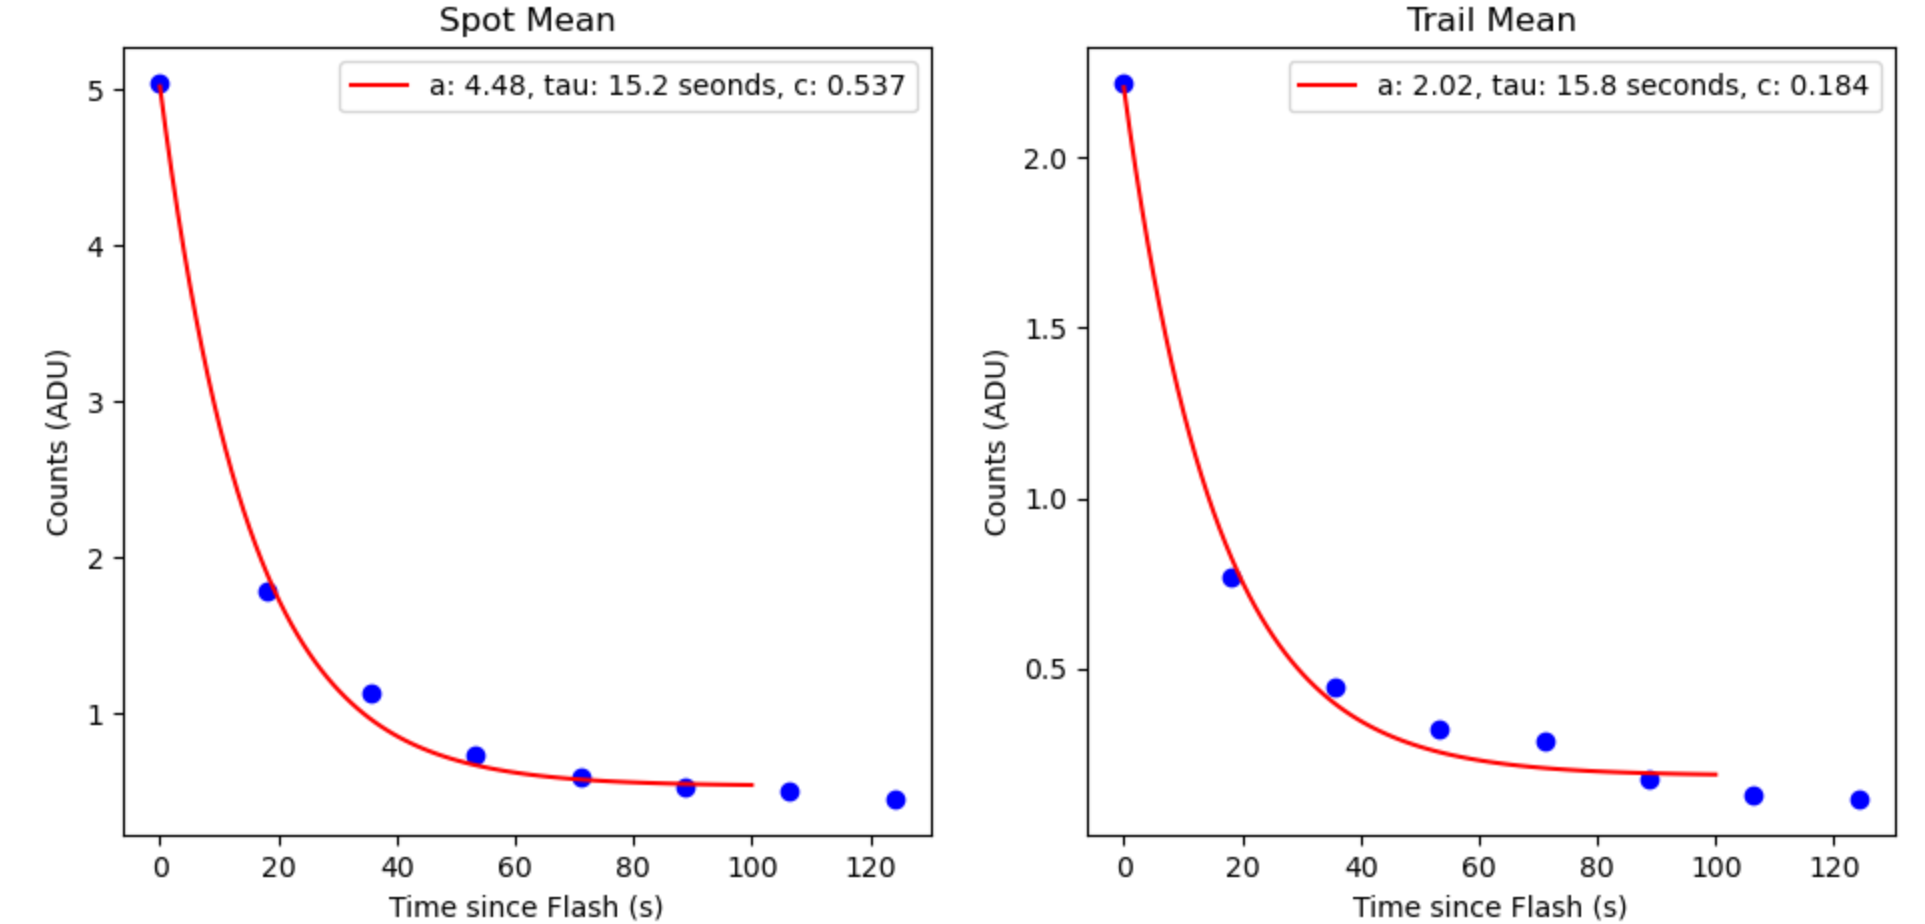 Spot Mean
a: 4.48, tau: 15.2 seonds, c: 0.537
5
4
3
2
1
Counts (ADU)
0 20 40 60 80 100 120
Time since Flash (s)
Trail Mean
a: 2.02, tau: 15.8 seconds, c: 0.184
2.0
1.5
1.0
0.5
Counts (ADU)
0 20 40 60 80 100 120
Time since Flash (s)